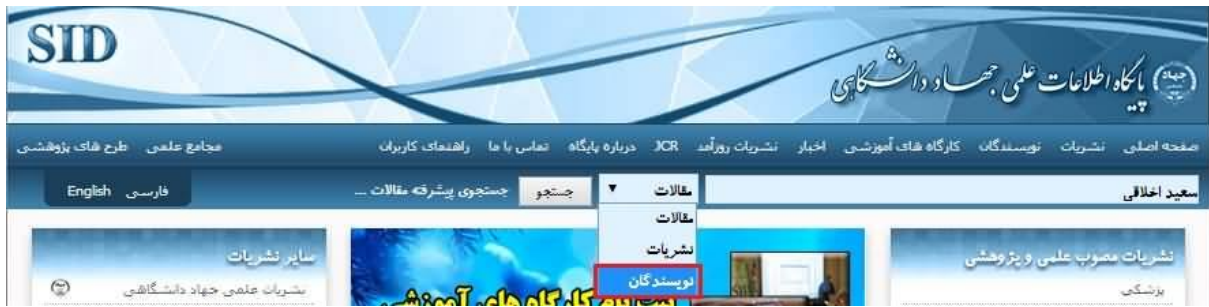 SID
پایگاه اطلاعات علمی جهاد دانشگاهی
صفحه اصلی نشریات نویسندگان کارگاه های آموزشی اخبار نشریات روزآمد JCR درباره پایگاه تماس با ما راهنمای کاربران مجامع علمی طرح های پژوهشی
سعید اخلاقی مقالات ▼ جستجو جستجوی پیشرفته مقالات ... فارسی English
مقالات
نشریات
نویسندگان
نشریات مصوب علمی و پژوهشی
ثبت نام کارگاه های آموزشی
سایر نشریات
پزشکی
نشریات علمی جهاد دانشگاهی